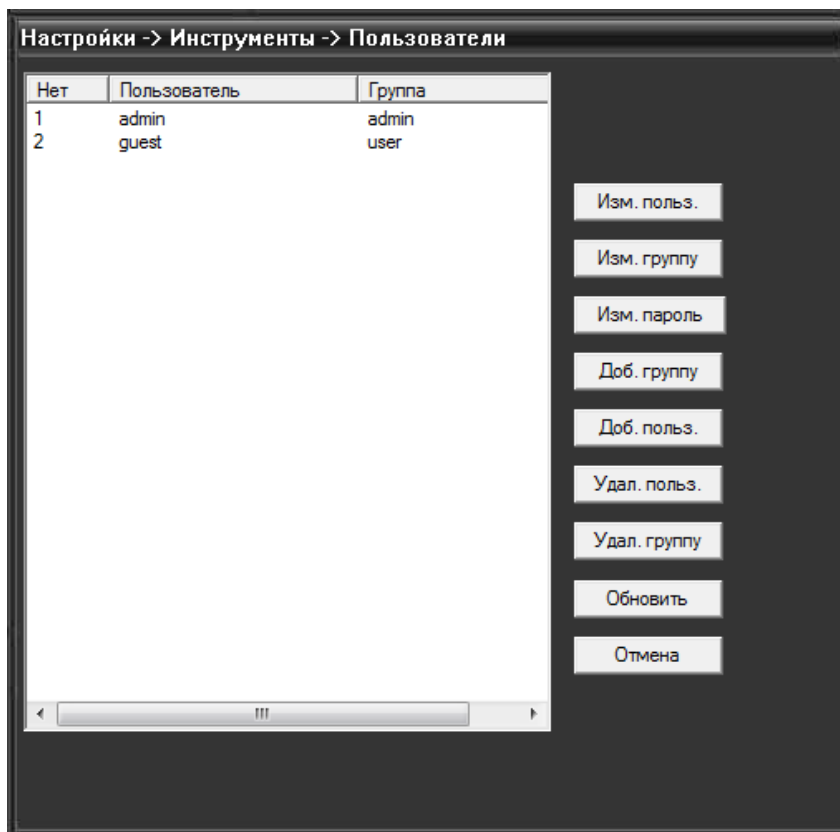 Настройки -> Инструменты -> Пользователи
Нет Пользователь Группа
1 admin admin
2 guest user
Изм. польз.
Изм. группу
Изм. пароль
Доб. группу
Доб. польз.
Удал. польз.
Удал. группу
Обновить
Отмена